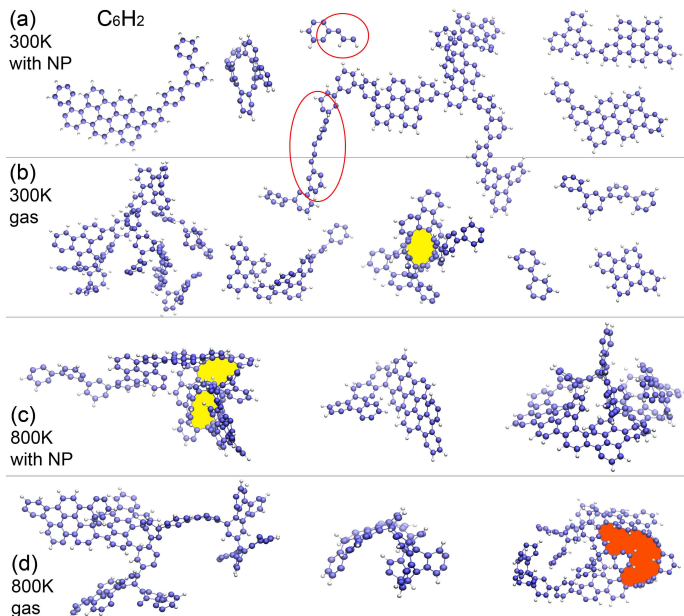 (a)
C₆H₂
300K
with NP
(b)
300K
gas
(c)
800K
with NP
(d)
800K
gas